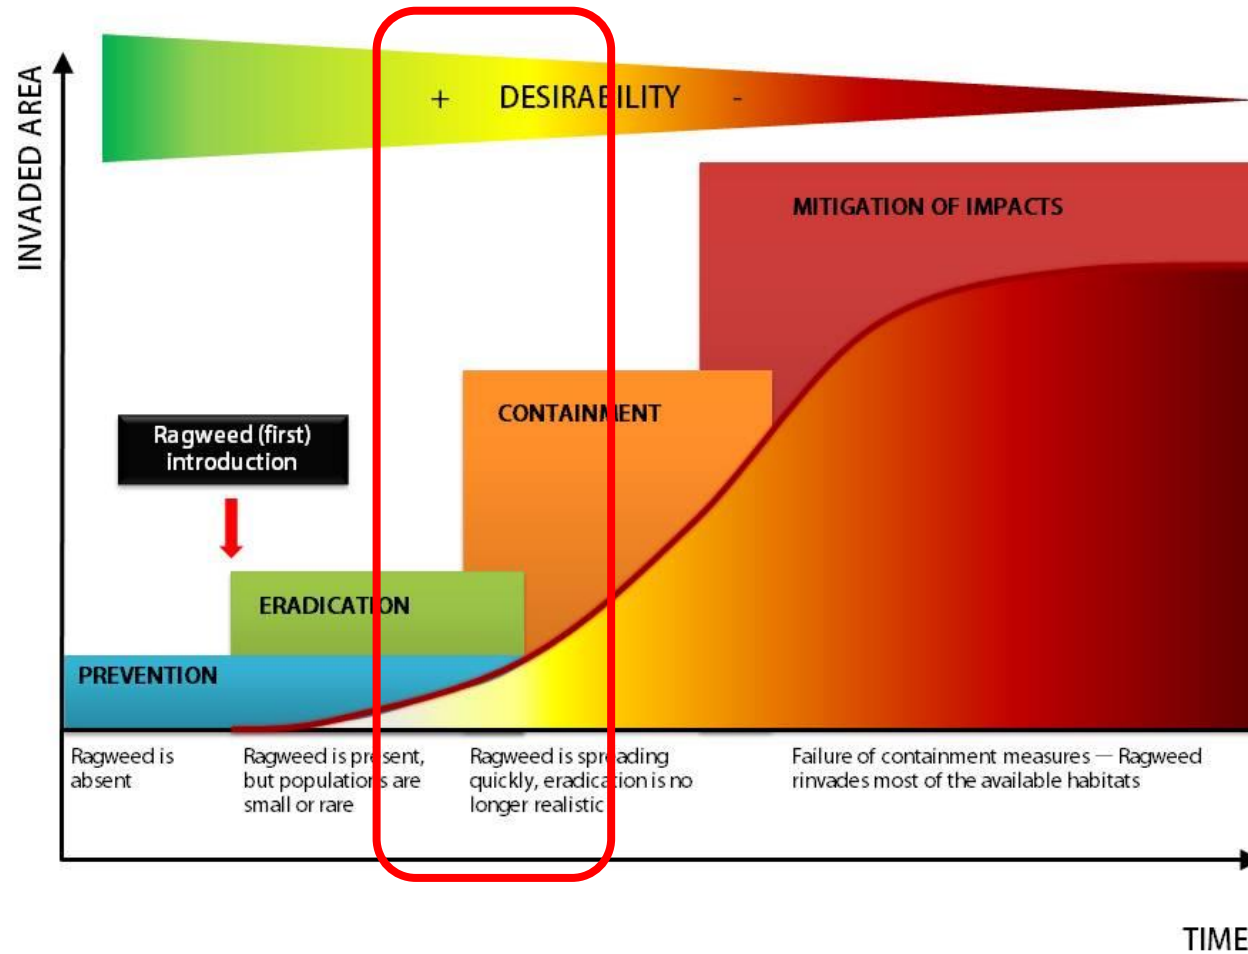 INVADED AREA
+ DESIRABILITY -
MITIGATION OF IMPACTS
CONTAINMENT
Ragweed (first)
introduction
ERADICATION
PREVENTION
Ragweed is
absent
Ragweed is present,
but populations are
small or rare
Ragweed is spreading
quickly, eradication is no
longer realistic
Failure of containment measures — Ragweed
rinvades most of the available habitats
TIME